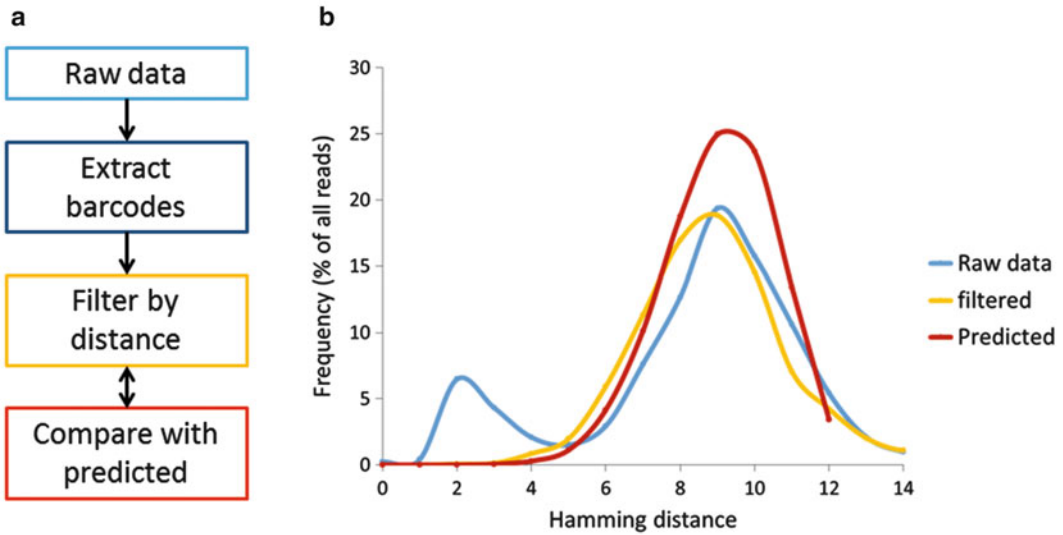 a
Raw data
Extract
barcodes
Filter by
distance
Compare with
predicted
b
Frequency (% of all reads)
30
25
20
15
10
5
0
0 2 4 6 8 10 12 14
Hamming distance
Raw data
filtered
Predicted